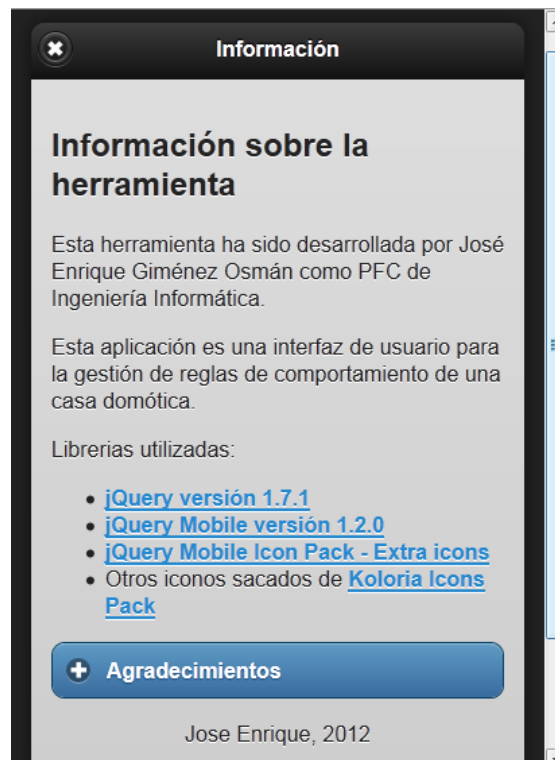 Información
Información sobre la
herramienta
Esta herramienta ha sido desarrollada por José
Enrique Giménez Osmán como PFC de
Ingeniería Informática.
Esta aplicación es una interfaz de usuario para
la gestión de reglas de comportamiento de una
casa domótica.
Librerias utilizadas:
jQuery versión 1.7.1
jQuery Mobile versión 1.2.0
jQuery Mobile Icon Pack - Extra icons
Otros iconos sacados de Koloria Icons
Pack
Agradecimientos
Jose Enrique, 2012